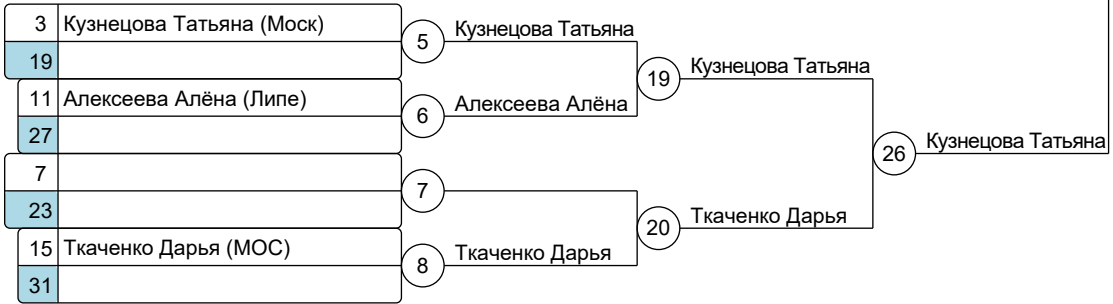 3 Кузнецова Татьяна (Моск)
19
5 Кузнецова Татьяна
11 Алексеева Алёна (Липе)
27
6 Алексеева Алёна
19 Кузнецова Татьяна
7
23
7
15 Ткаченко Дарья (МОС)
31
8 Ткаченко Дарья
20 Ткаченко Дарья
26 Кузнецова Татьяна